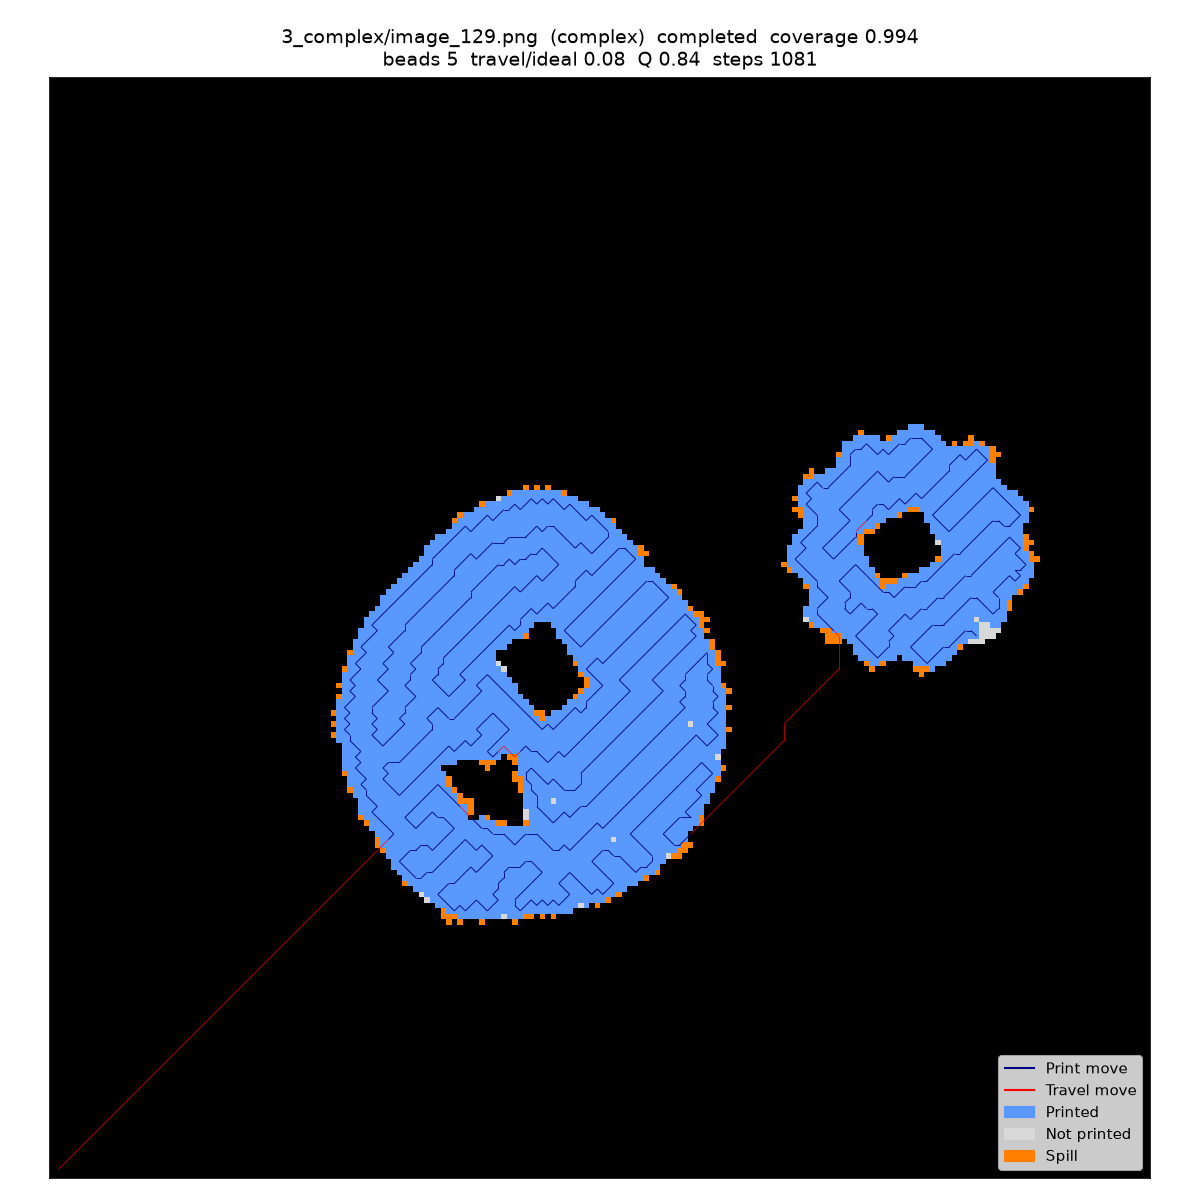 3_complex/image_129.png  (complex)  completed  coverage 0.994
beads 5  travel/ideal 0.08  Q 0.84  steps 1081
Print move
Travel move
Printed
Not printed
Spill